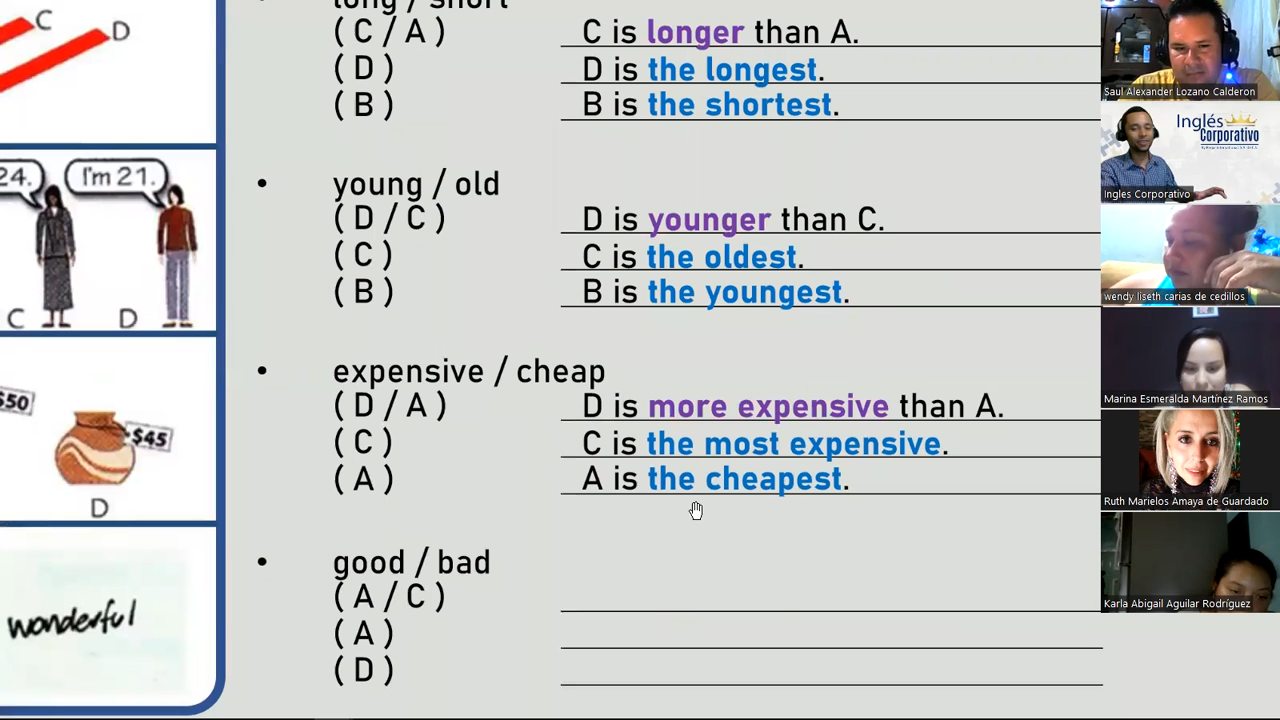 long / short
C
D
( C / A ) C is longer than A.
( D ) D is the longest.
( B ) B is the shortest.
24.
I'm 21.
C
D
• young / old
( D / C ) D is younger than C.
( C ) C is the oldest.
( B ) B is the youngest.
$50
$45
D
• expensive / cheap
( D / A ) D is more expensive than A.
( C ) C is the most expensive.
( A ) A is the cheapest.
wonderful
• good / bad
( A / C )
( A )
( D )
Saul Alexander Lozano Calderon
Inglés
Corporativo
Ingles Corporativo
wendy liseth carias de cedillos
Marina Esmeralda Martínez Ramos
Ruth Marielos Amaya de Guardado
Karla Abigail Aguilar Rodríguez